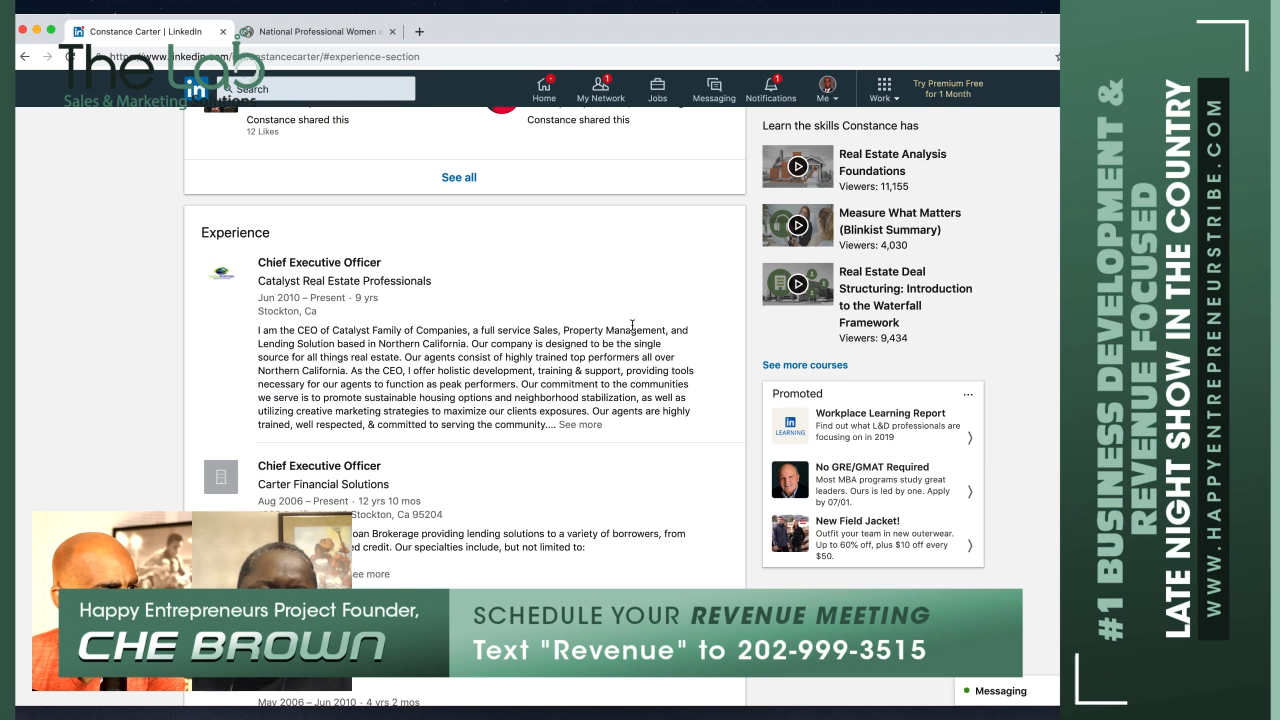 Constance Carter | LinkedIn
National Professional Women
The Lab
Sales & Marketing Solutions
constancecarter/#experience-section
Search
Home
My Network
1
Jobs
Messaging
Notifications
1
Me
Work
Try Premium Free
for 1 Month
Constance shared this
12 Likes
Constance shared this
See all
Experience
Chief Executive Officer
Catalyst Real Estate Professionals
Jun 2010 – Present · 9 yrs
Stockton, Ca
I am the CEO of Catalyst Family of Companies, a full service Sales, Property Management, and
Lending Solution based in Northern California. Our company is designed to be the single
source for all things real estate. Our agents consist of highly trained top performers all over
Northern California. As the CEO, I offer holistic development, training & support, providing tools
necessary for our agents to function as peak performers. Our commitment to the communities
we serve is to promote sustainable housing options and neighborhood stabilization, as well as
utilizing creative marketing strategies to maximize our clients exposures. Our agents are highly
trained, well respected, & committed to serving the community.... See more
Chief Executive Officer
Carter Financial Solutions
Aug 2006 – Present · 12 yrs 10 mos
Stockton, Ca 95204
oan Brokerage providing lending solutions to a variety of borrowers, from
ed credit. Our specialties include, but not limited to:
ee more
May 2006 – Jun 2010 · 4 yrs 2 mos
Learn the skills Constance has
Real Estate Analysis
Foundations
Viewers: 11,155
Measure What Matters
(Blinkist Summary)
Viewers: 4,030
Real Estate Deal
Structuring: Introduction
to the Waterfall
Framework
Viewers: 9,434
See more courses
Promoted
in
LEARNING
Workplace Learning Report
Find out what L&D professionals are
focusing on in 2019
No GRE/GMAT Required
Most MBA programs study great
leaders. Ours is led by one. Apply
by 07/01.
New Field Jacket!
Outfit your team in new outerwear.
Up to 60% off, plus $10 off every
$50.
Messaging
Happy Entrepreneurs Project Founder,
CHE BROWN
SCHEDULE YOUR REVENUE MEETING
Text "Revenue" to 202-999-3515
#1 BUSINESS DEVELOPMENT &
REVENUE FOCUSED
LATE NIGHT SHOW IN THE COUNTRY
WWW.HAPPYENTREPRENEURSTRIBE.COM